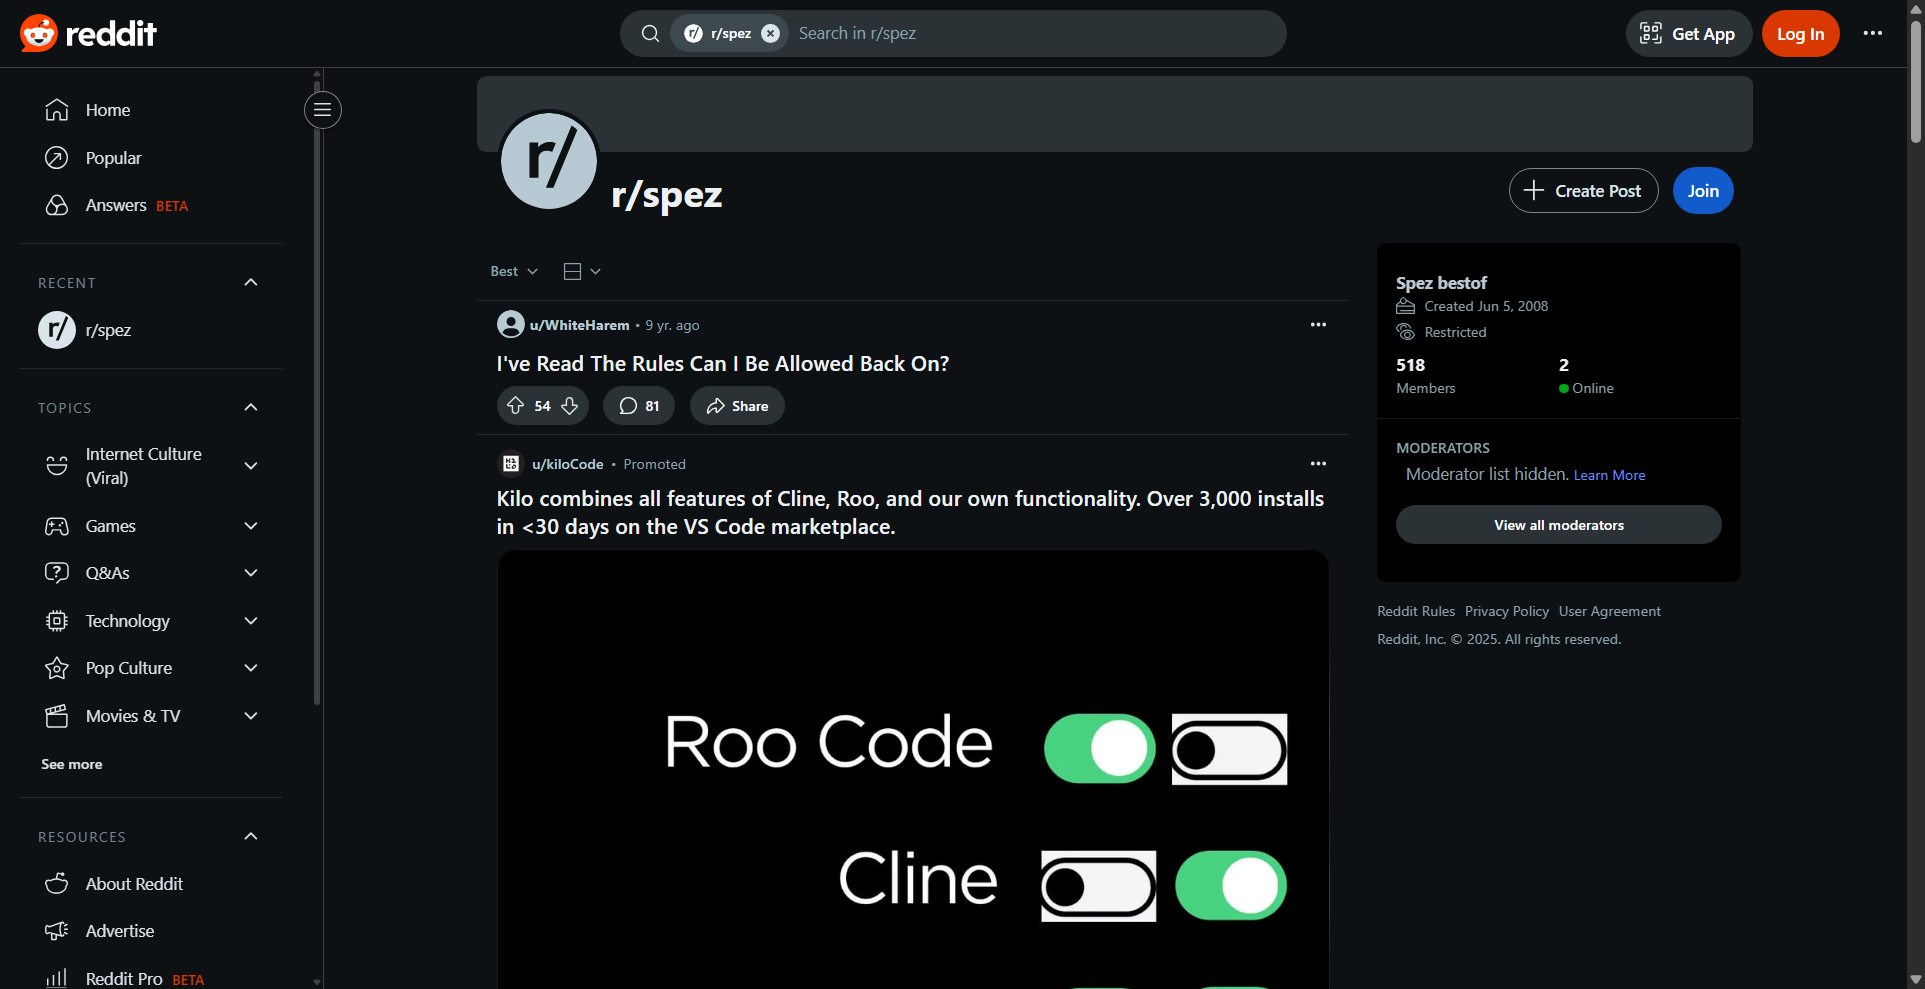 reddit
r/spez
Search in r/spez
Get App
Log In
Home
Popular
Answers BETA
RECENT
r/spez
TOPICS
Internet Culture
(Viral)
Games
Q&As
Technology
Pop Culture
Movies & TV
See more
RESOURCES
About Reddit
Advertise
Reddit Pro BETA
r/
r/spez
Create Post
Join
Best
u/WhiteHarem • 9 yr. ago
I've Read The Rules Can I Be Allowed Back On?
54
81
Share
u/kiloCode • Promoted
Kilo combines all features of Cline, Roo, and our own functionality. Over 3,000 installs
in <30 days on the VS Code marketplace.
Roo Code
Cline
Spez bestof
Created Jun 5, 2008
Restricted
518
Members
2
Online
MODERATORS
Moderator list hidden. Learn More
View all moderators
Reddit Rules Privacy Policy User Agreement
Reddit, Inc. © 2025. All rights reserved.